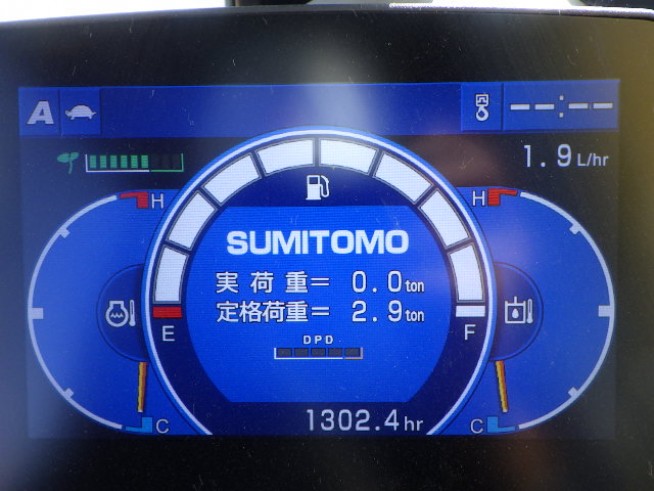 A
--:--
1.9 L/hr
H
H
SUMITOMO
実荷重= 0.0ton
定格荷重= 2.9ton
E
F
DPD
C
1302.4hr
C